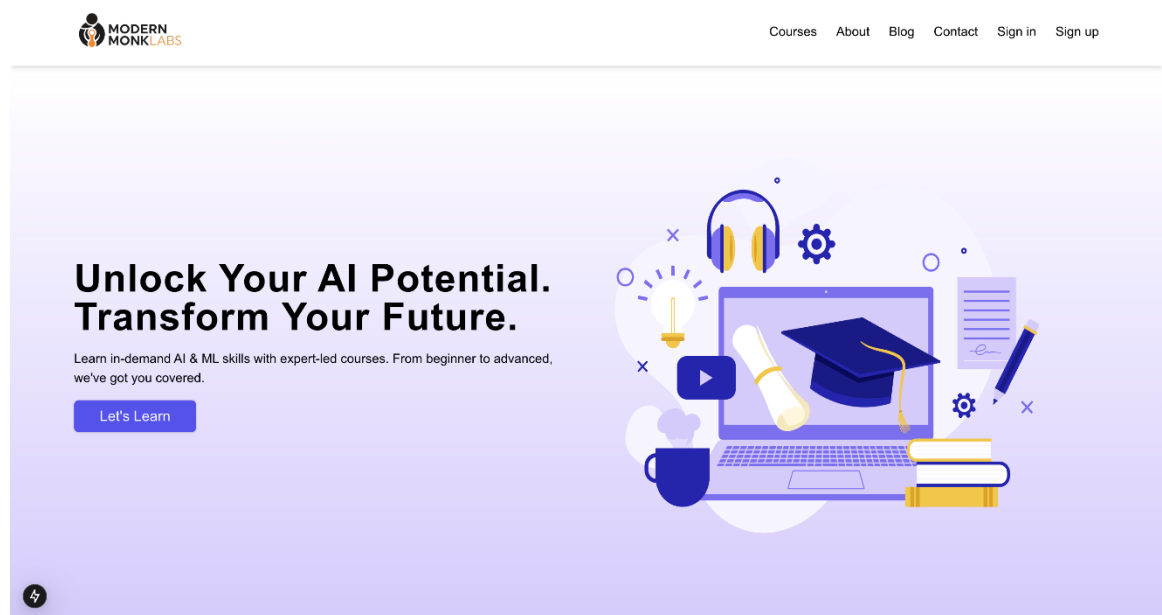 MODERN
MONKLABS
Courses About Blog Contact Sign in Sign up
Unlock Your AI Potential.
Transform Your Future.
Learn in-demand AI & ML skills with expert-led courses. From beginner to advanced,
we've got you covered.
Let's Learn